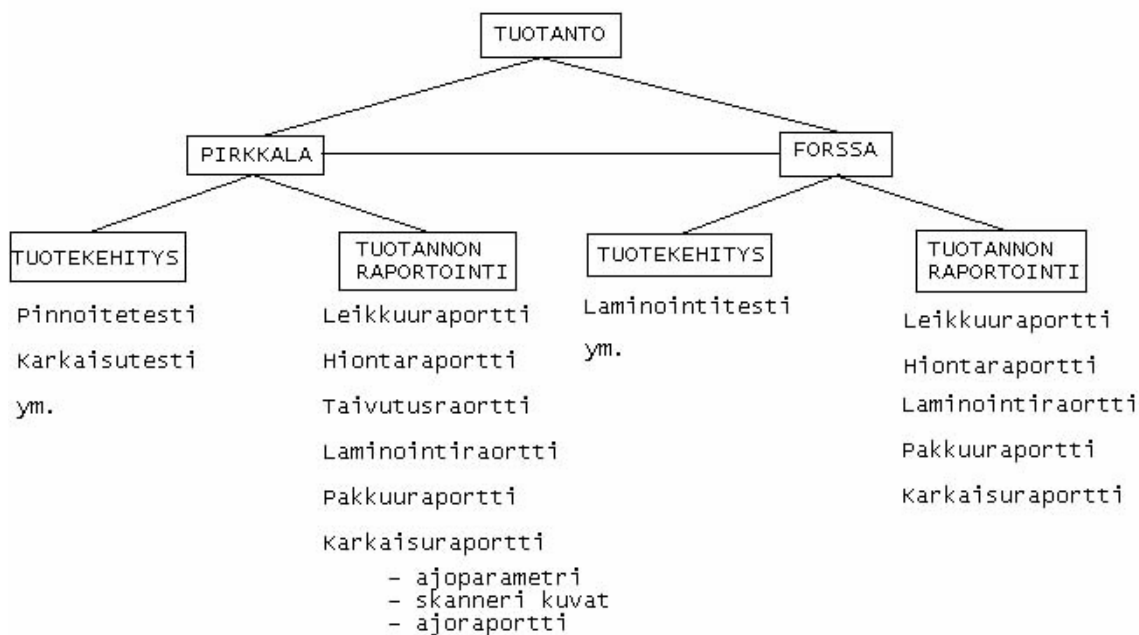 TUOTANTO
PIRKKALA
FORSSA
TUOTEKEHITYS
Pinnoitetesti
Karkaisutesti
ym.
TUOTANNON
RAPORTOINTI
Leikkuuraportti
Hiontaraportti
Taivutusraortti
Laminointiraortti
Pakkuuraportti
Karkaisuraportti
- ajoparametri
- skanneri kuvat
- ajoraportti
TUOTEKEHITYS
Laminointitesti
ym.
TUOTANNON
RAPORTOINTI
Leikkuuraportti
Hiontaraportti
Laminointiraortti
Pakkuuraportti
Karkaisuraportti